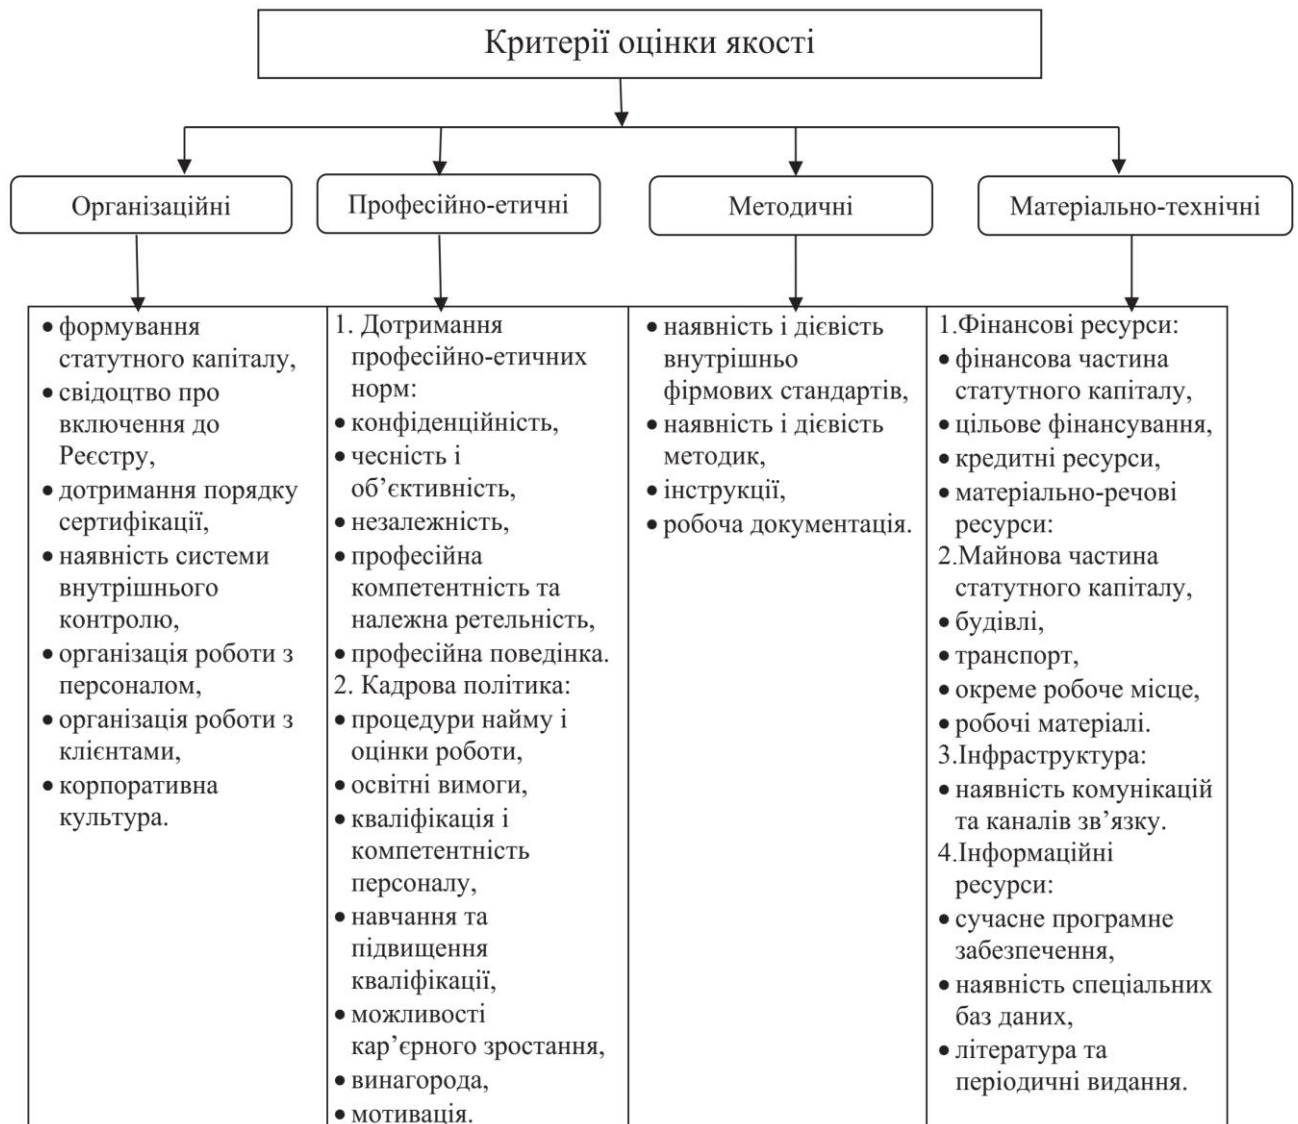 Критерії оцінки якості
Організаційні
Професійно-етичні
Методичні
Матеріально-технічні
• формування
статутного капіталу,
• свідоцтво про
включення до
Реєстру,
• дотримання порядку
сертифікації,
• наявність системи
внутрішнього
контролю,
• організація роботи з
персоналом,
• організація роботи з
клієнтами,
• корпоративна
культура.
1. Дотримання
професійно-етичних
норм:
• конфіденційність,
• чесність і
об’єктивність,
• незалежність,
• професійна
компетентність та
належна ретельність,
• професійна поведінка.
2. Кадрова політика:
• процедури найму і
оцінки роботи,
• освітні вимоги,
• кваліфікація і
компетентність
персоналу,
• навчання та
підвищення
кваліфікації,
• можливості
кар’єрного зростання,
• винагорода,
• мотивація.
• наявність і дієвість
внутрішньо
фірмових стандартів,
• наявність і дієвість
методик,
• інструкції,
• робоча документація.
1.Фінансові ресурси:
• фінансова частина
статутного капіталу,
• цільове фінансування,
• кредитні ресурси,
• матеріально-речові
ресурси:
2.Майнова частина
статутного капіталу,
• будівлі,
• транспорт,
• окреме робоче місце,
• робочі матеріалі.
3.Інфраструктура:
• наявність комунікацій
та каналів зв’язку.
4.Інформаційні
ресурси:
• сучасне програмне
забезпечення,
• наявність спеціальних
баз даних,
• література та
періодичні видання.